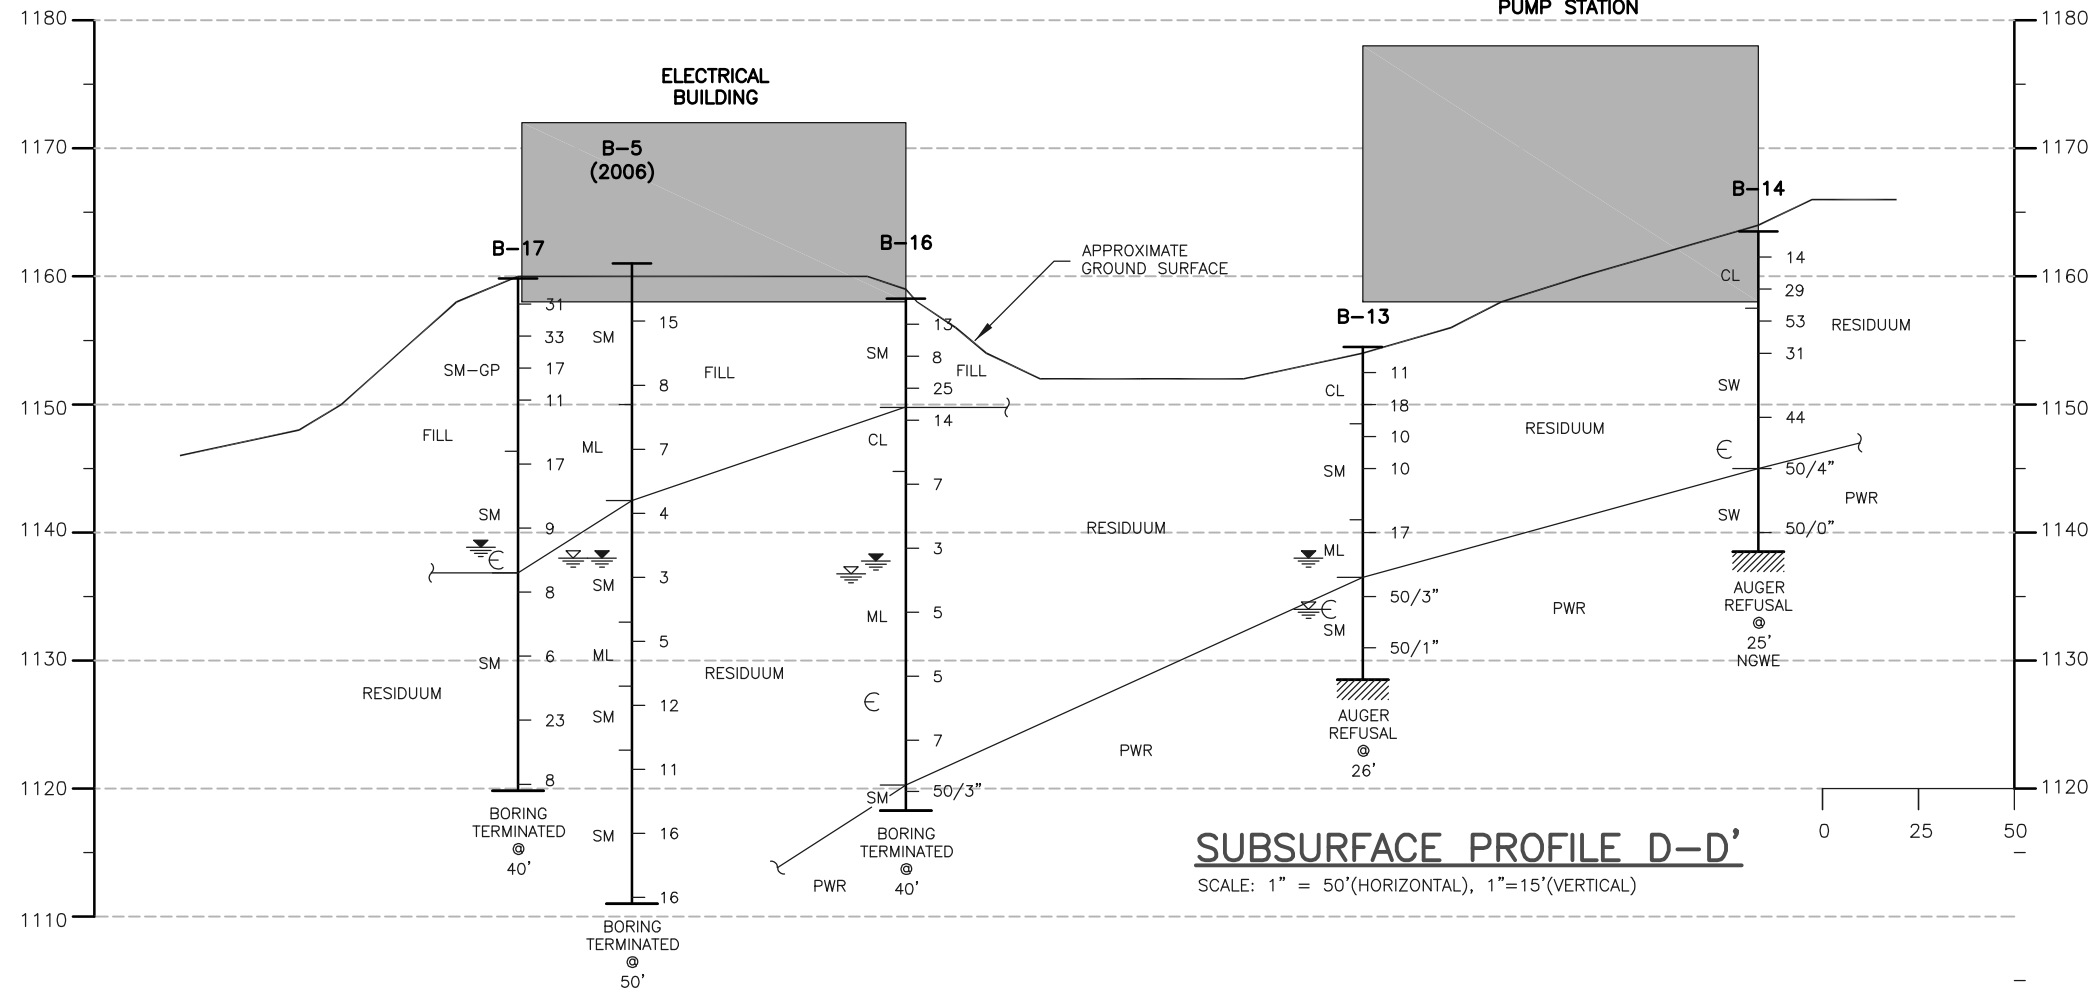 PUMP STATION
1180
1170
1160
1150
1140
1130
1120
1110
1180
1170
1160
1150
1140
1130
1120
ELECTRICAL
BUILDING
B-17
31
33
17
11
17
9
8
6
23
8
SM-GP
FILL
SM
SM
RESIDUUM
BORING
TERMINATED
@
40'
B-5
(2006)
15
8
7
4
3
5
12
11
16
16
SM
ML
SM
ML
SM
SM
FILL
RESIDUUM
BORING
TERMINATED
@
50'
B-16
13
8
25
14
7
3
5
5
7
50/3"
SM
CL
ML
SM
FILL
PWR
BORING
TERMINATED
@
40'
APPROXIMATE
GROUND SURFACE
RESIDUUM
PWR
B-13
11
18
10
10
17
50/3"
50/1"
CL
SM
ML
SM
AUGER
REFUSAL
@
26'
RESIDUUM
PWR
B-14
14
29
53
31
44
50/4"
50/0"
CL
SW
SW
RESIDUUM
PWR
AUGER
REFUSAL
@
25'
NGWE
0 25 50
SUBSURFACE PROFILE D-D'
SCALE: 1" = 50'(HORIZONTAL), 1"=15'(VERTICAL)